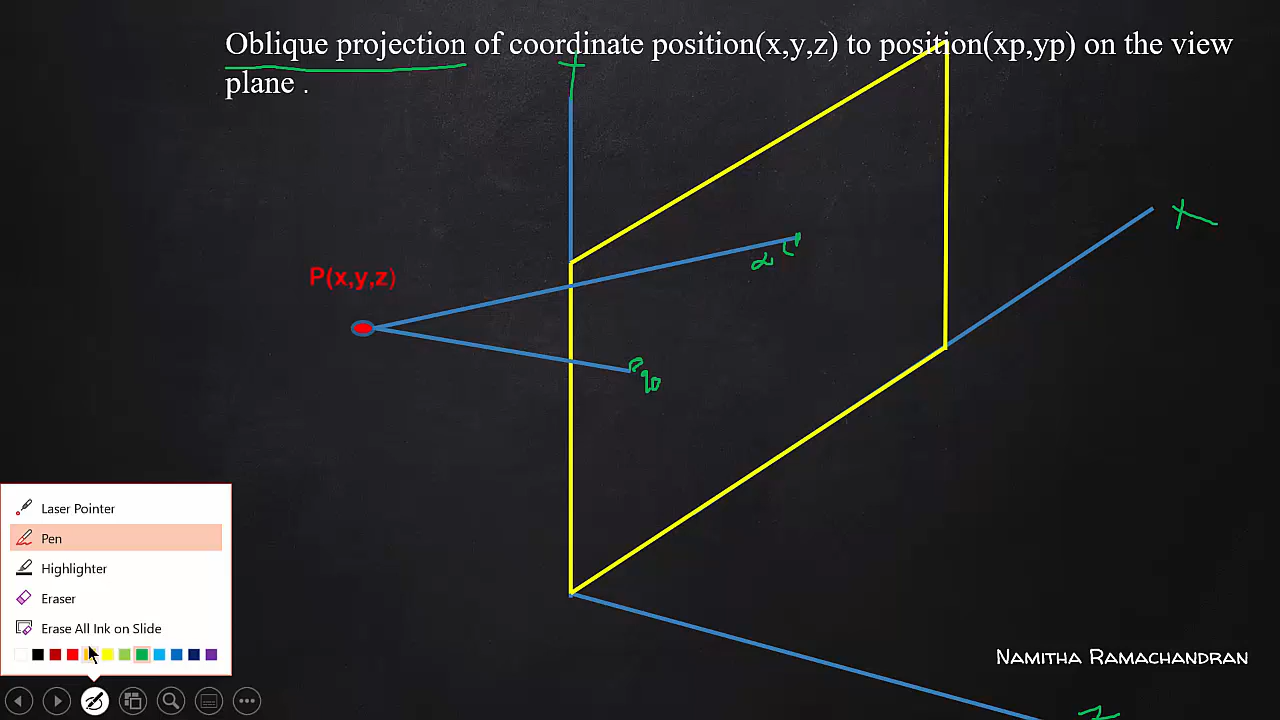 Oblique projection of coordinate position(x,y,z) to position(xp,yp) on the view
plane .
P(x,y,z)
α
90
Laser Pointer
Pen
Highlighter
Eraser
Erase All Ink on Slide
NAMITHA RAMACHANDRAN